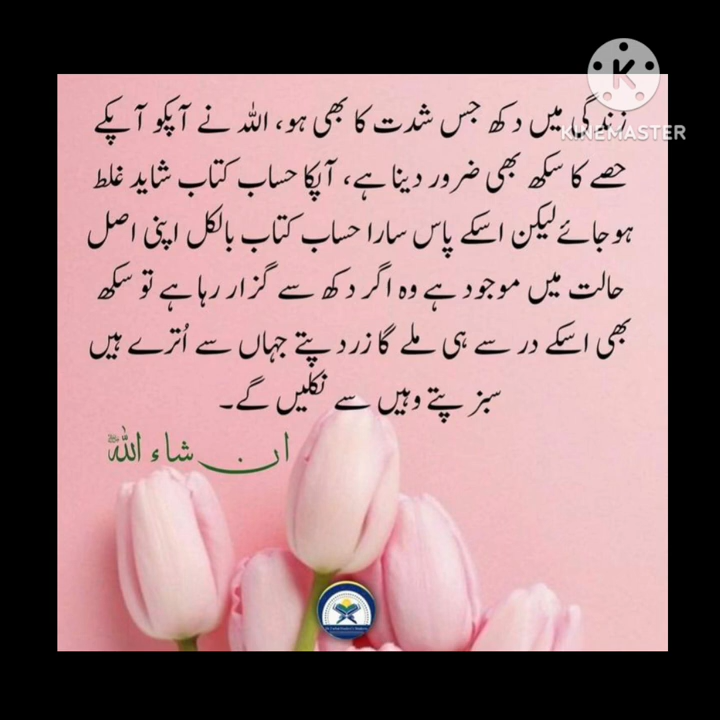 زندگی میں دکھ جس شدت کا بھی ہو، اللہ نے آپکو آپکے
حصے کا سکھ بھی ضرور دینا ہے، آپکا حساب کتاب شاید غلط
ہو جائے لیکن اسکے پاس سارا حساب کتاب بالکل اپنی اصل
حالت میں موجود ہے وہ اگر دکھ سے گزار رہا ہے تو سکھ
بھی اسکے در سے ہی ملے گا زرد پتے جہاں سے اُترے ہیں
سبز پتے وہیں سے نکلیں گے۔
ان شاء اللہ
KINEMASTER